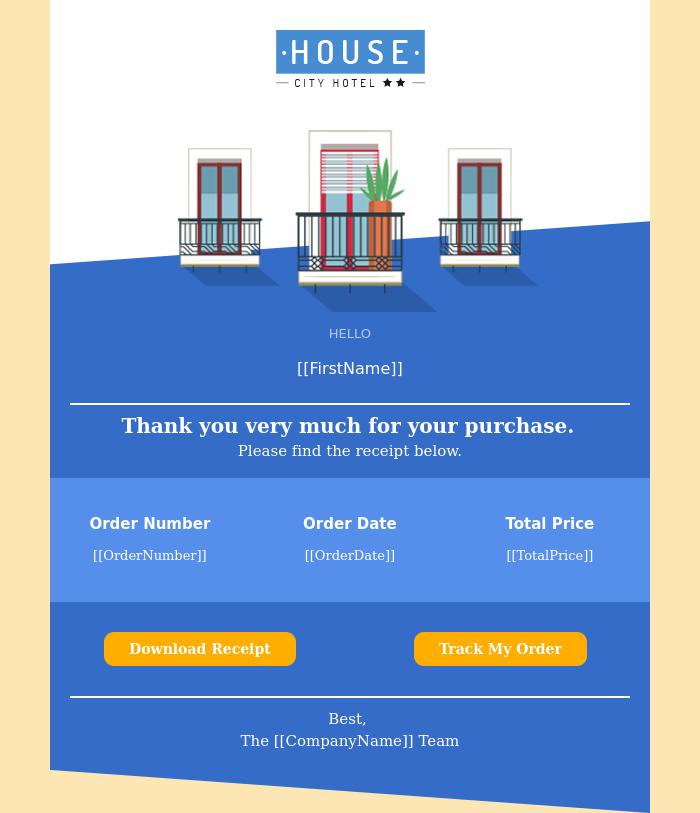 ·HOUSE·
CITY HOTEL ★★
HELLO
[[FirstName]]
Thank you very much for your purchase.
Please find the receipt below.
Order Number Order Date Total Price
[[OrderNumber]] [[OrderDate]] [[TotalPrice]]
Download Receipt Track My Order
Best,
The [[CompanyName]] Team